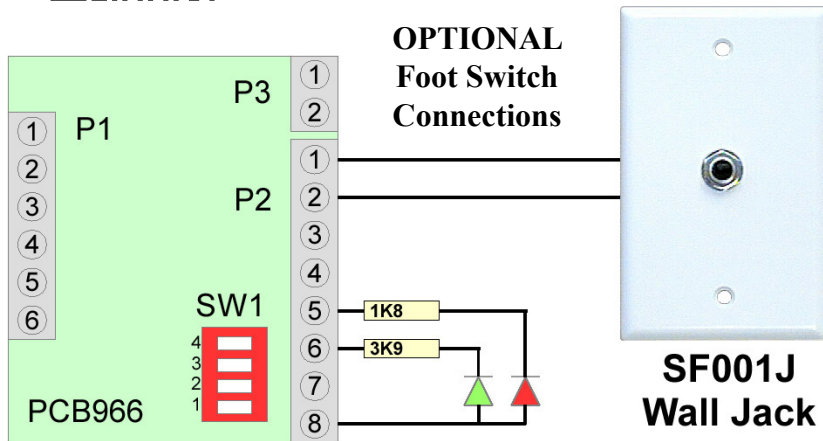 OPTIONAL
Foot Switch
Connections
P3
1
2
P1
1
2
3
4
5
6
P2
1
2
3
4
5
6
7
8
1K8
3K9
SW1
4
3
2
1
PCB966
SF001J
Wall Jack